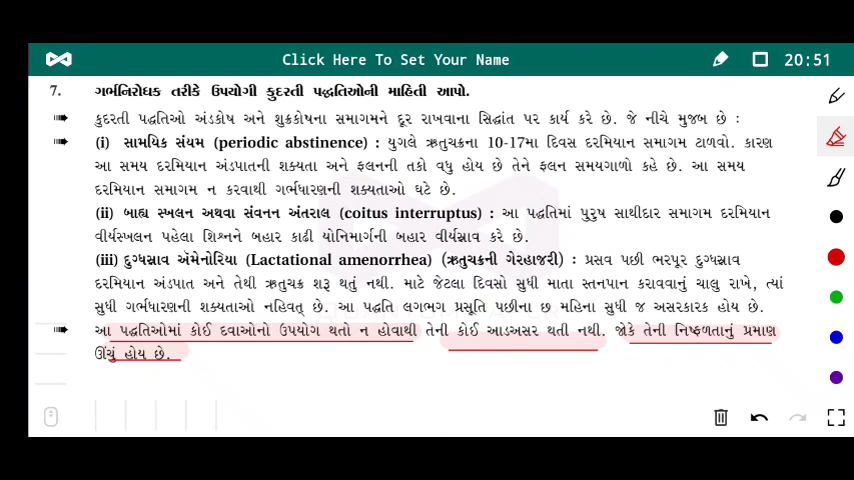 Click Here To Set Your Name
20:51
7. ગર્ભનિરોધક તરીકે ઉપયોગી કુદરતી પદ્ધતિઓની માહિતી આપો.
➠ કુદરતી પદ્ધતિઓ અંડકોષ અને શુક્રકોષના સમાગમને દૂર રાખવાના સિદ્ધાંત પર કાર્ય કરે છે. જે નીચે મુજબ છે :
➠ (i) સામયિક સંયમ (periodic abstinence) : યુગલે ઋતુચક્રના 10-17મા દિવસ દરમિયાન સમાગમ ટાળવો. કારણ
આ સમય દરમિયાન અંડપાતની શક્યતા અને ફલનની તકો વધુ હોય છે તેને ફલન સમયગાળો કહે છે. આ સમય
દરમિયાન સમાગમ ન કરવાથી ગર્ભધારણની શક્યતાઓ ઘટે છે.
(ii) બાહ્ય સ્ખલન અથવા સંવનન અંતરાલ (coitus interruptus) : આ પદ્ધતિમાં પુરુષ સાથીદાર સમાગમ દરમિયાન
વીર્યસ્ખલન પહેલા શિશ્નને બહાર કાઢી યોનિમાર્ગની બહાર વીર્યસ્રાવ કરે છે.
(iii) દુગ્ધસ્રાવ ઍમેનોરિયા (Lactational amenorrhea) (ઋતુચક્રની ગેરહાજરી) : પ્રસવ પછી ભરપૂર દુગ્ધસ્રાવ
દરમિયાન અંડપાત અને તેથી ઋતુચક્ર શરૂ થતું નથી. માટે જેટલા દિવસો સુધી માતા સ્તનપાન કરાવવાનું ચાલુ રાખે, ત્યાં
સુધી ગર્ભધારણની શક્યતાઓ નહિવત્ છે. આ પદ્ધતિ લગભગ પ્રસૂતિ પછીના છ મહિના સુધી જ અસરકારક હોય છે.
➠ આ પદ્ધતિઓમાં કોઈ દવાઓનો ઉપયોગ થતો ન હોવાથી તેની કોઈ આડઅસર થતી નથી. જોકે તેની નિષ્ફળતાનું પ્રમાણ
ઊંચું હોય છે.